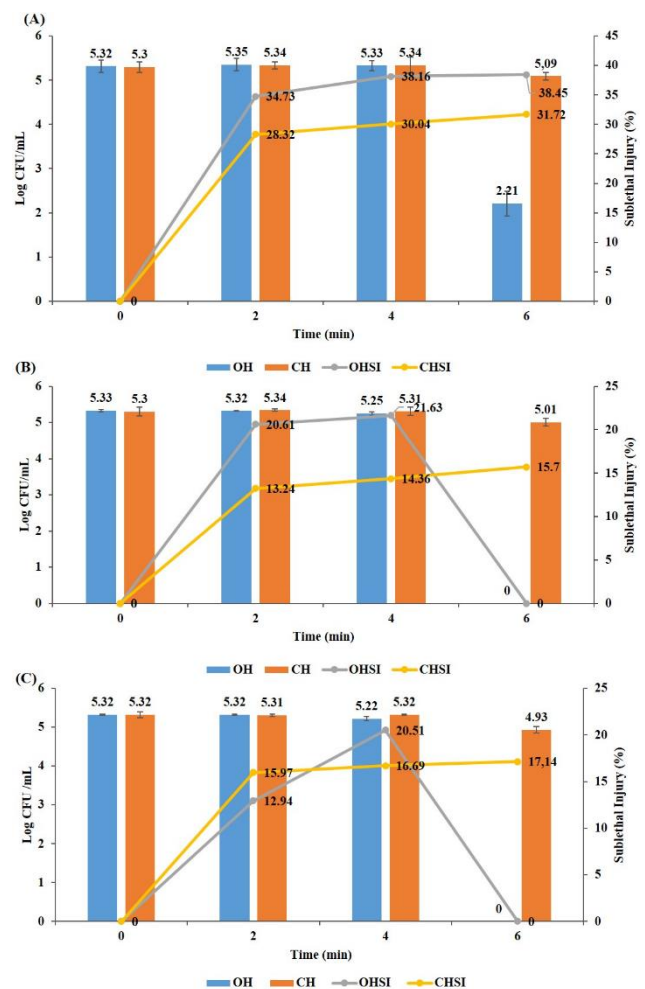 (A)
5.32 5.3 5.35 5.34 5.33 5.34 5.09
6 45
5 40
4 35
3 30
2 25
1 20
0 15
10
5
0
34.73 38.16 38.45
28.32 30.04 31.72
2.21
0
Log CFU/mL
Sublethal Injury (%)
0 2 4 6
Time (min)
OH CH OHSI CHSI
(B)
5.33 5.3 5.32 5.34 5.25 5.31 5.01
6 25
5 20
4 15
3 10
2 5
1 0
0
20.61 21.63
13.24 14.36 15.7
0 0 0
Log CFU/mL
Sublethal Injury (%)
0 2 4 6
Time (min)
OH CH OHSI CHSI
(C)
5.32 5.32 5.32 5.31 5.22 5.32 4.93
6 25
5 20
4 15
3 10
2 5
1 0
0
20.51
15.97 16.69 17,14
12.94
0 0 0
Log CFU /mL
Sublethal Injury (%)
0 2 4 6
Time (min)
OH CH OHSI CHSI